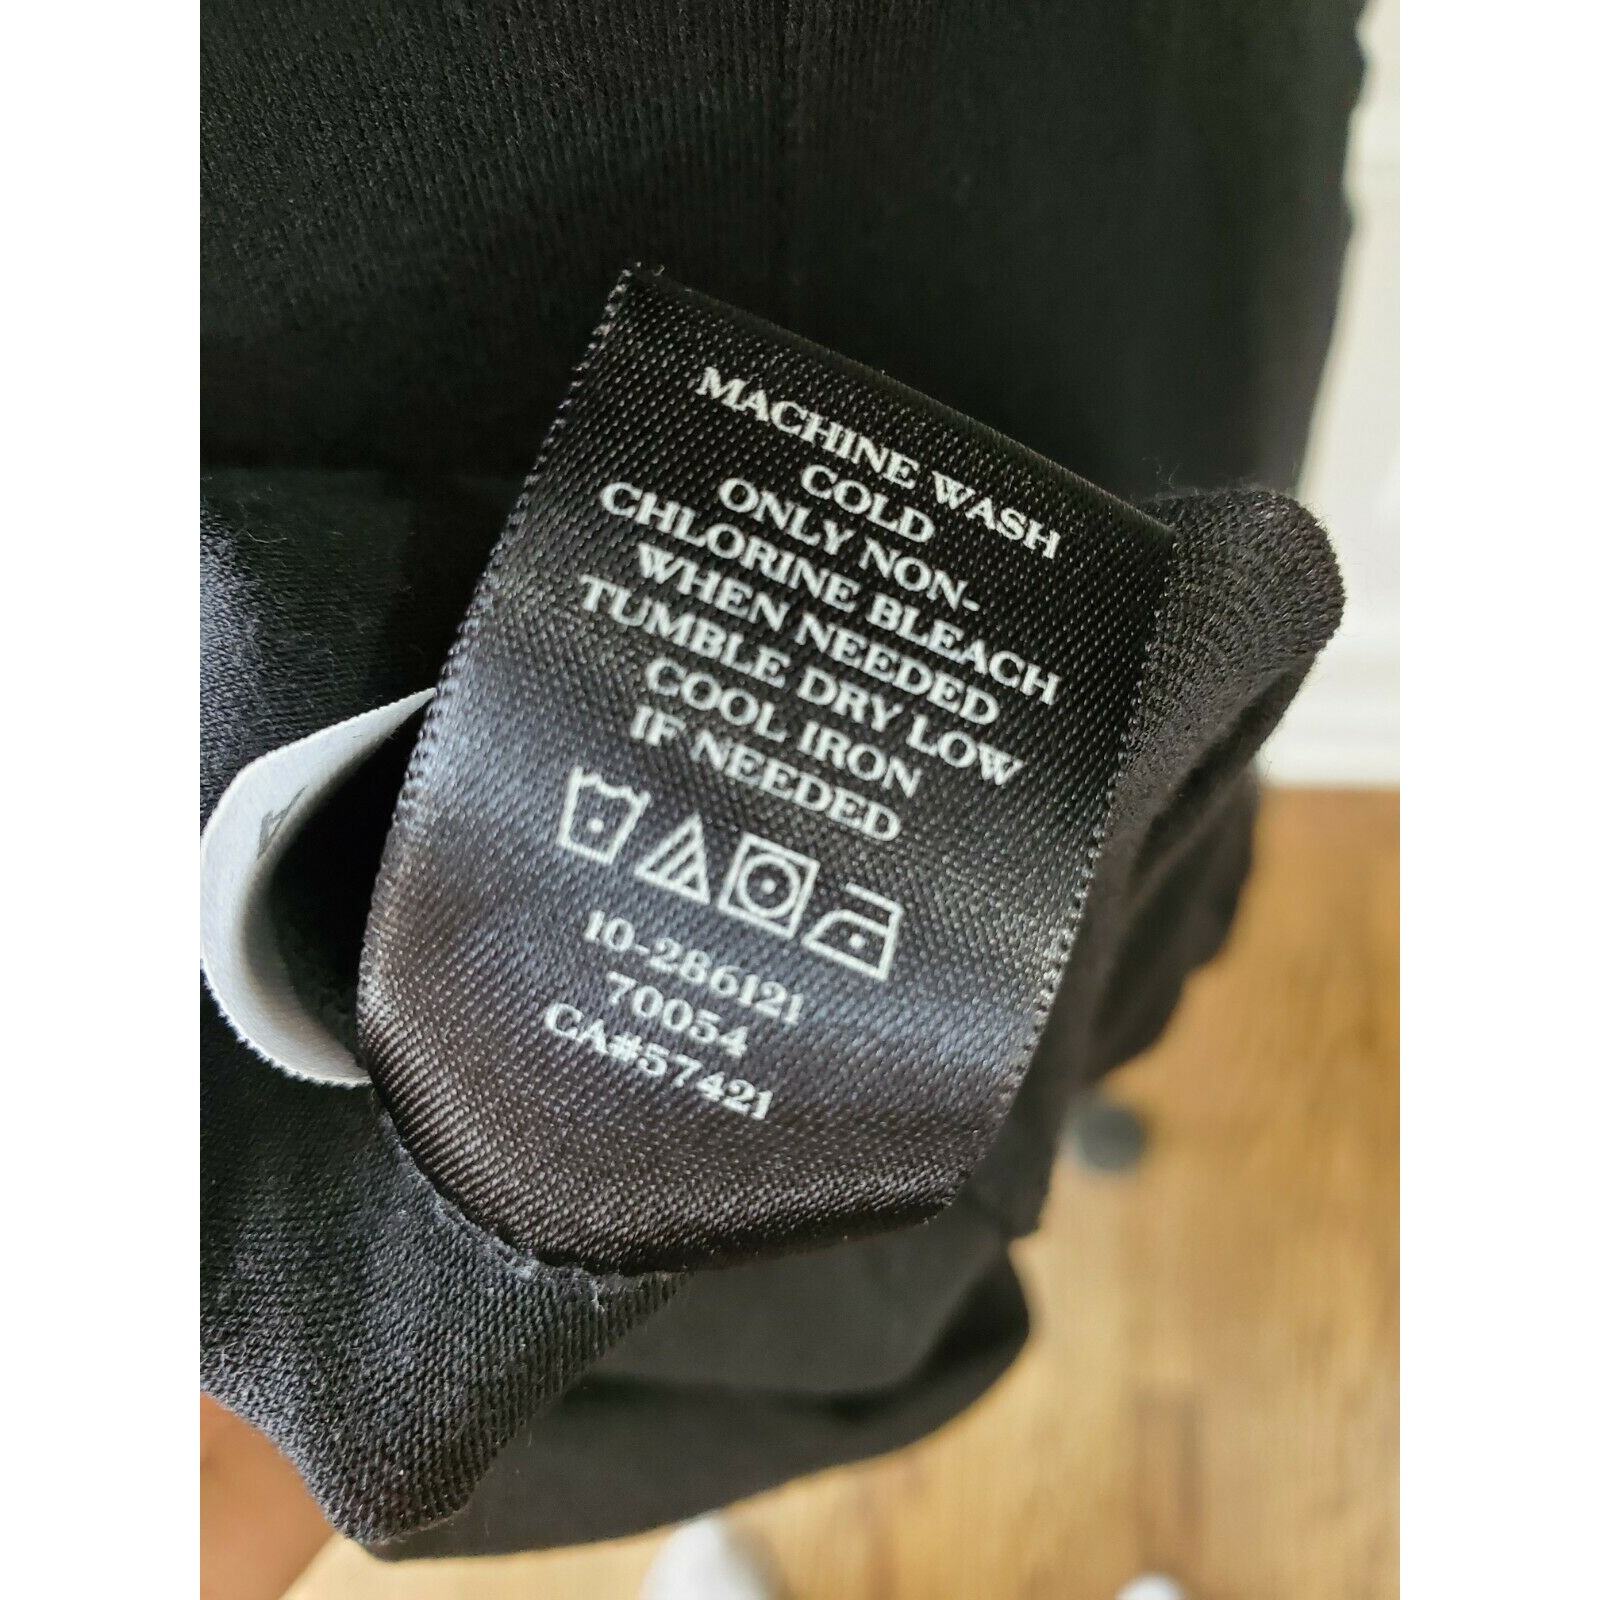 MACHINE WASH
COLD
ONLY NON-
CHLORINE BLEACH
WHEN NEEDED
TUMBLE DRY LOW
COOL IRON
IF NEEDED
10-286121
70054
CA#57421